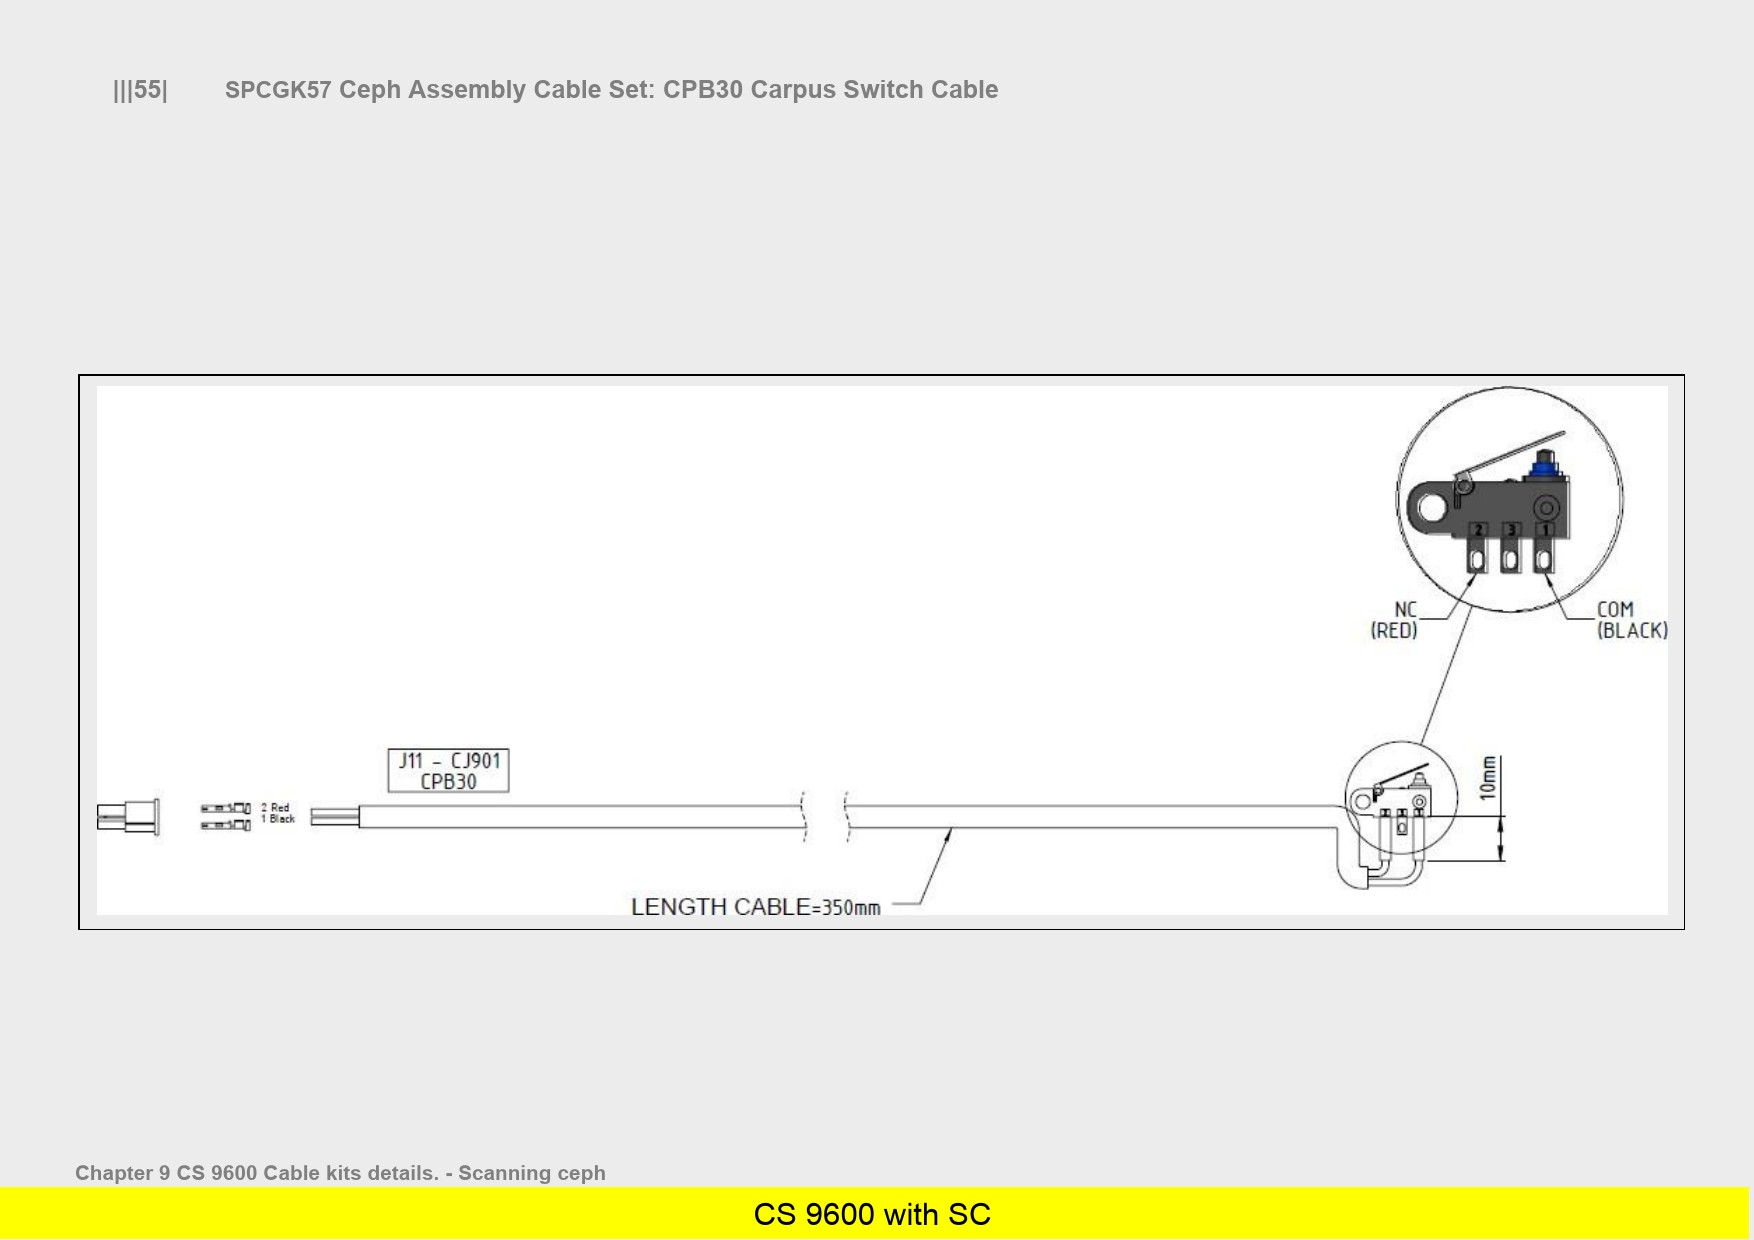 |||55| SPCGK57 Ceph Assembly Cable Set: CPB30 Carpus Switch Cable
2 3 1
NC
(RED)
COM
(BLACK)
J11 - CJ901
CPB30
10mm
2 Red
1 Black
LENGTH CABLE=350mm
Chapter 9 CS 9600 Cable kits details. - Scanning ceph
CS 9600 with SC